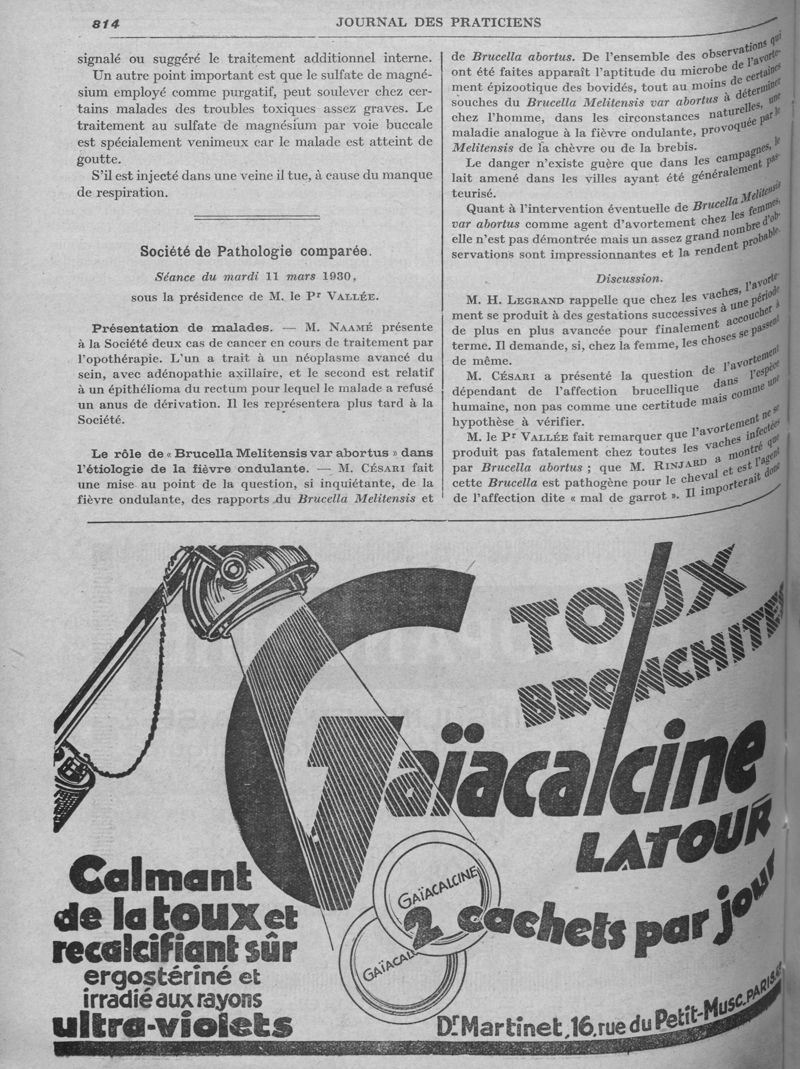 814
JOURNAL DES PRATICIENS
signalé ou suggéré le traitement additionnel interne.
Un autre point important est que le sulfate de magné-
sium employé comme purgatif, peut soulever chez cer-
tains malades des troubles toxiques assez graves. Le
traitement au sulfate de magnésium par voie buccale
est spécialement venimeux car le malade est atteint de
goutte.
S'il est injecté dans une veine il tue, à cause du manque
de respiration.
Société de Pathologie comparée.
Séance du mardi 11 mars 1930,
sous la présidence de M. le Pr VALLÉE.
Présentation de malades. — M. NAAMÉ présente
à la Société deux cas de cancer en cours de traitement par
l'opothérapie. L'un a trait à un néoplasme avancé du
sein, avec adénopathie axillaire, et le second est relatif
à un épithélioma du rectum pour lequel le malade a refusé
un anus de dérivation. Il les représentera plus tard à la
Société.
Le rôle de « Brucella Melitensis var abortus » dans
l'étiologie de la fièvre ondulante. — M. CÉSARI fait
une mise au point de la question, si inquiétante, de la
fièvre ondulante, des rapports du Brucella Melitensis et
de Brucella abortus. De l'ensemble des observations qui
ont été faites apparaît l'aptitude du microbe de l'avorte-
ment épizootique des bovidés, tout au moins de certaines
souches du Brucella Melitensis var abortus à déterminer
chez l'homme, dans les circonstances naturelles, une
maladie analogue à la fièvre ondulante, provoquée par le
Melitensis de la chèvre ou de la brebis.
Le danger n'existe guère que dans les campagnes, le
lait amené dans les villes ayant été généralement pas-
teurisé.
Quant à l'intervention éventuelle de Brucella Melitensis
var abortus comme agent d'avortement chez les femmes,
elle n'est pas démontrée mais un assez grand nombre d'ob-
servations sont impressionnantes et la rendent probable.
Discussion.
M. H. LEGRAND rappelle que chez les vaches, l'avorte-
ment se produit à des gestations successives à une période
de plus en plus avancée pour finalement accoucher à
terme. Il demande, si, chez la femme, les choses se passent
de même.
M. CÉSARI a présenté la question de l'avortement
dépendant de l'affection brucellique dans l'espèce
humaine, non pas comme une certitude mais comme une
hypothèse à vérifier.
M. le Pr VALLÉE fait remarquer que l'avortement ne se
produit pas fatalement chez toutes les vaches infectées
par Brucella abortus ; que M. RINJARD a montré que
cette Brucella est pathogène pour le cheval et est l'agent
de l'affection dite « mal de garrot ». Il importerait donc
TOUX
BRONCHITES
Gaïacalcine
LATOUR
GAÏACALCINE
GAÏACAL
2 cachets par jour
Calmant
de la toux et
recalcifiant sûr
ergostériné et
irradié aux rayons
ultra-violets
Dr Martinet, 16, rue du Petit-Musc. PARIS.4e